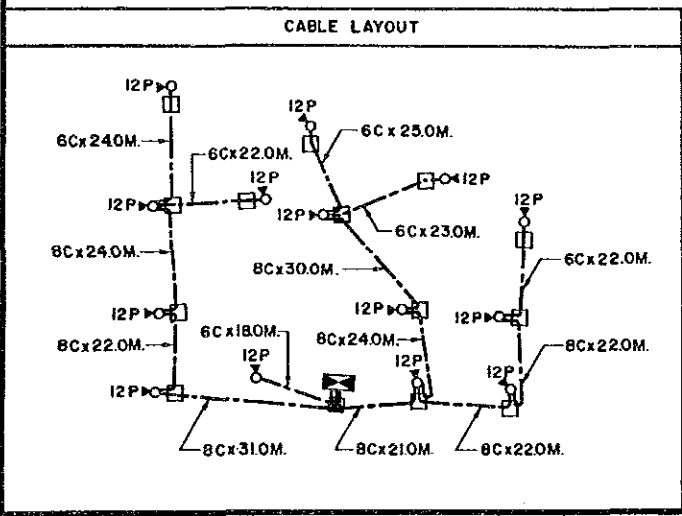 CABLE LAYOUT
12P
12P
6Cx24.0M.
6Cx25.0M.
6Cx22.0M.
12P
12P
12P
12P
12P
6Cx23.0M.
8Cx24.0M.
8Cx30.0M.
6Cx22.0M.
12P
12P
12P
6Cx18.0M.
8Cx24.0M.
8Cx22.0M.
12P
12P
12P
8Cx22.0M.
12P
8Cx31.0M.
8Cx21.0M.
8Cx22.0M.